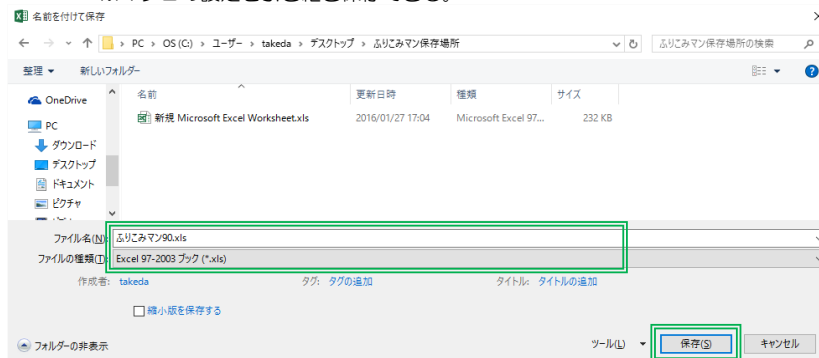 名前を付けて保存
PC › OS (C:) › ユーザー › takeda › デスクトップ › ふりこみマン保存場所
ふりこみマン保存場所の検索
整理 新しいフォルダー
名前 更新日時 種類 サイズ
OneDrive
新規 Microsoft Excel Worksheet.xls 2016/01/27 17:04 Microsoft Excel 97... 232 KB
PC
ダウンロード
デスクトップ
ドキュメント
ピクチャ
ファイル名(N): ふりこみマン90.xls
ファイルの種類(T): Excel 97-2003 ブック (*.xls)
作成者: takeda タグ: タグの追加 タイトル: タイトルの追加
縮小版を保存する
フォルダーの非表示 ツール(L) 保存(S) キャンセル